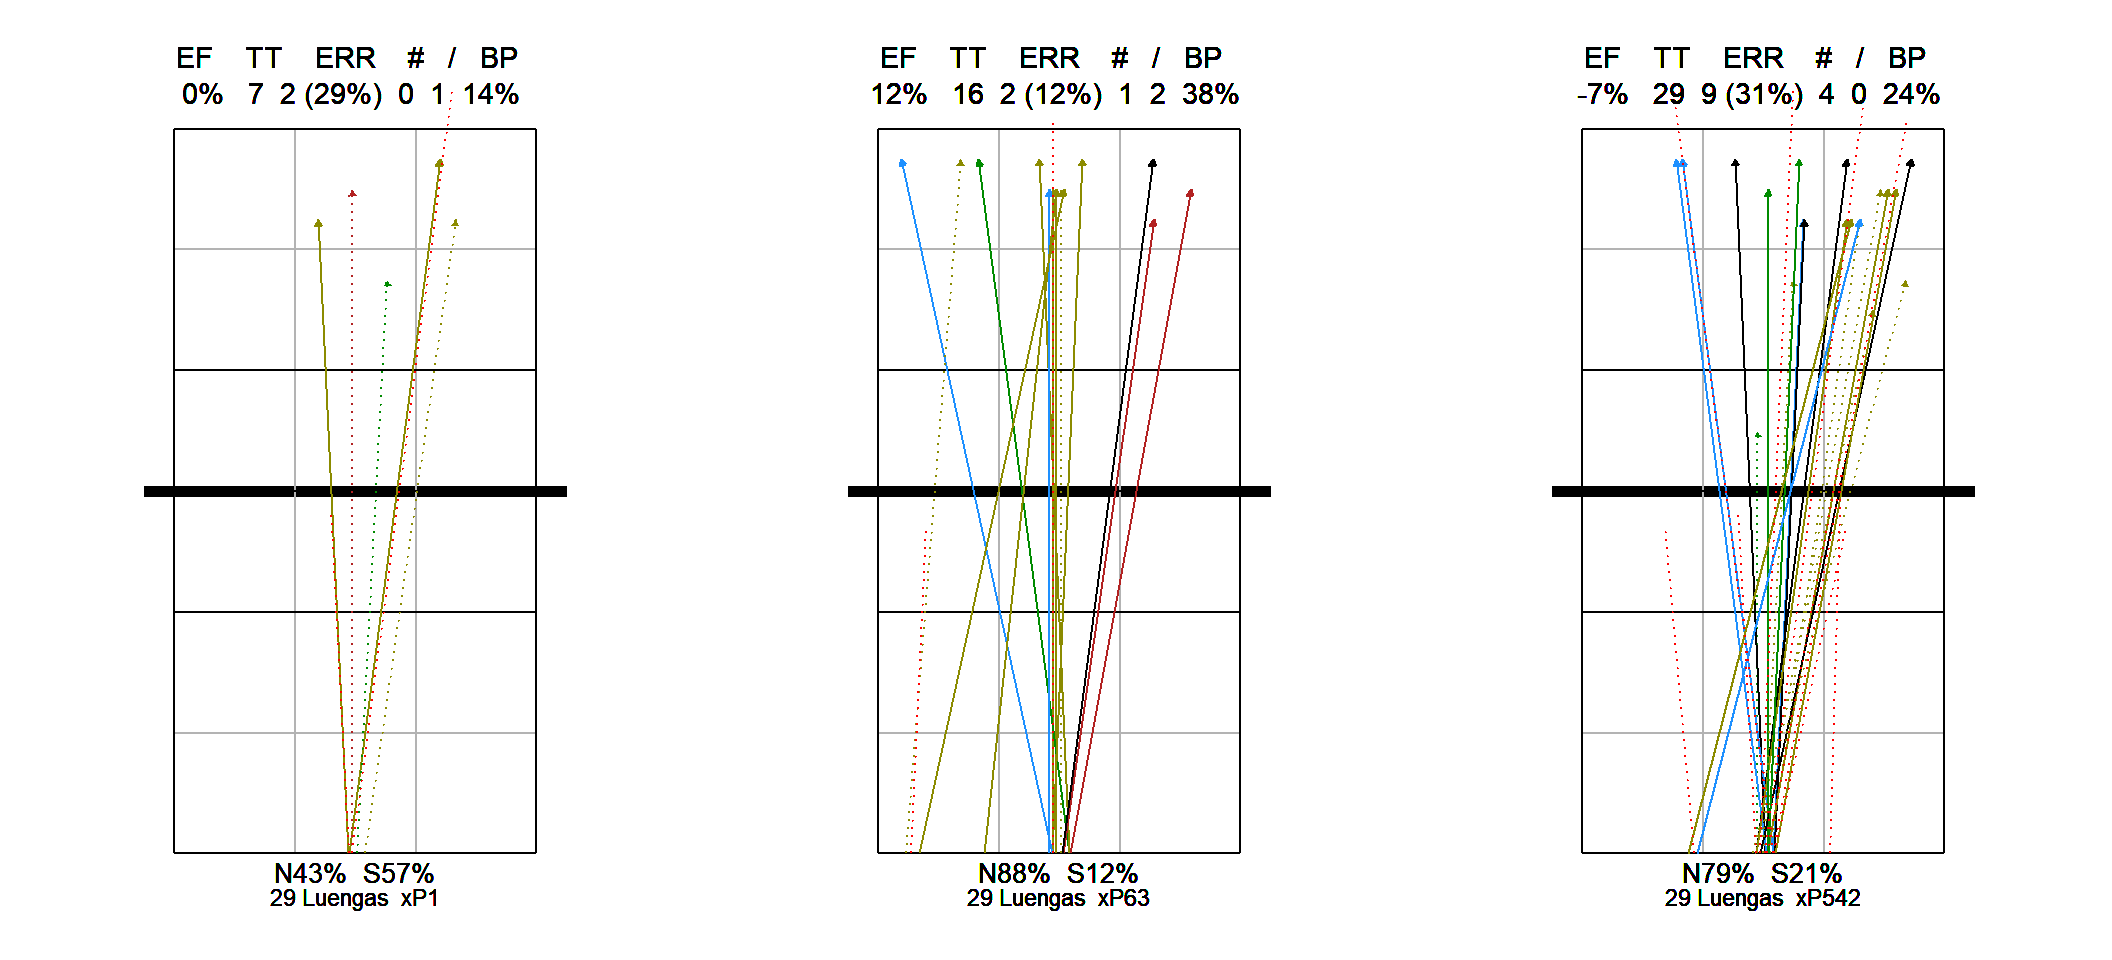 EF TT ERR # / BP
0% 7 2 (29%) 0 1 14%
N43% S57%
29 Luengas xP1
EF TT ERR # / BP
12% 16 2 (12%) 1 2 38%
N88% S12%
29 Luengas xP63
EF TT ERR # / BP
-7% 29 9 (31%) 4 0 24%
N79% S21%
29 Luengas xP542